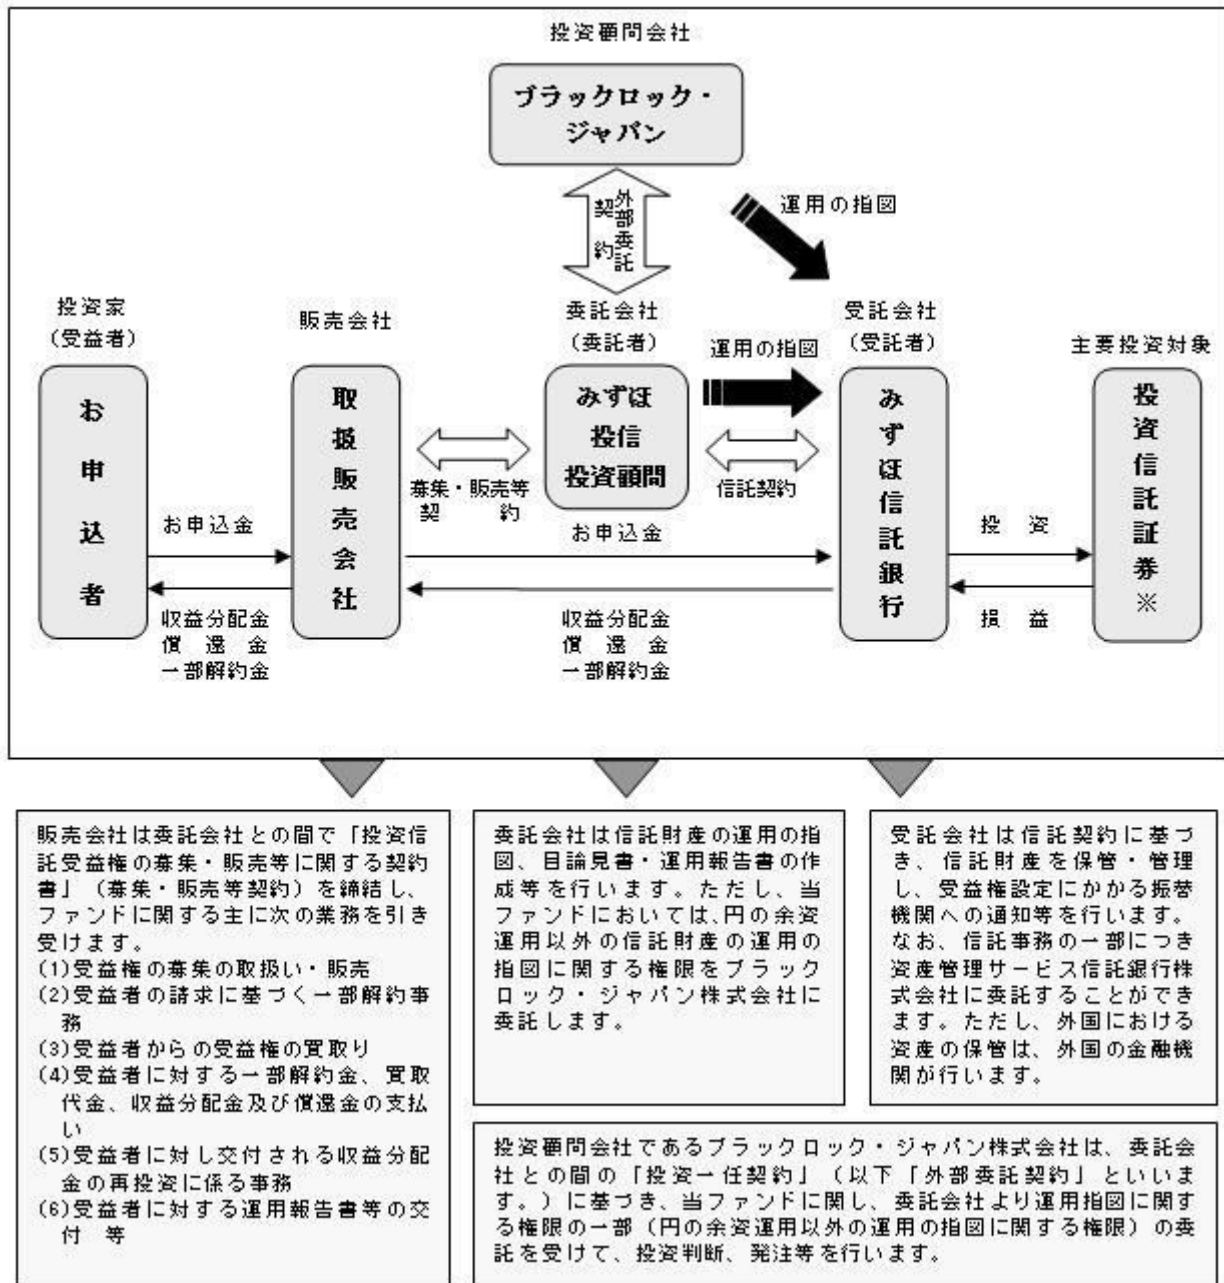 投資顧問会社
ブラックロック・
ジャパン
外部委託
契約
運用の指図
投資家
(受益者)
販売会社
委託会社
(委託者)
運用の指図
受託会社
(受託者)
主要投資対象
お申込者
取扱販売会社
みずほ
投信
投資顧問
みずほ信託銀行
投資信託証券※
募集・販売等
契 約
信託契約
お申込金
お申込金
投 資
収益分配金
償 還 金
一部解約金
収益分配金
償 還 金
一部解約金
損 益
販売会社は委託会社との間で「投資信
託受益権の募集・販売等に関する契約
書」(募集・販売等契約)を締結し、
ファンドに関する主に次の業務を引き
受けます。
(1)受益権の募集の取扱い・販売
(2)受益者の請求に基づく一部解約事
務
(3)受益者からの受益権の買取り
(4)受益者に対する一部解約金、買取
代金、収益分配金及び償還金の支払
い
(5)受益者に対し交付される収益分配
金の再投資に係る事務
(6)受益者に対する運用報告書等の交
付 等
委託会社は信託財産の運用の指
図、目論見書・運用報告書の作
成等を行います。ただし、当
ファンドにおいては、円の余資
運用以外の信託財産の運用の
指図に関する権限をブラック
ロック・ジャパン株式会社に
委託します。
受託会社は信託契約に基づ
き、信託財産を保管・管理
し、受益権設定にかかる振替
機関への通知等を行います。
なお、信託事務の一部につき
資産管理サービス信託銀行株
式会社に委託することができ
ます。ただし、外国における
資産の保管は、外国の金融機
関が行います。
投資顧問会社であるブラックロック・ジャパン株式会社は、委託会
社との間の「投資一任契約」(以下「外部委託契約」といいま
す。)に基づき、当ファンドに関し、委託会社より運用指図に関す
る権限の一部(円の余資運用以外の運用の指図に関する権限)の委
託を受けて、投資判断、発注等を行います。